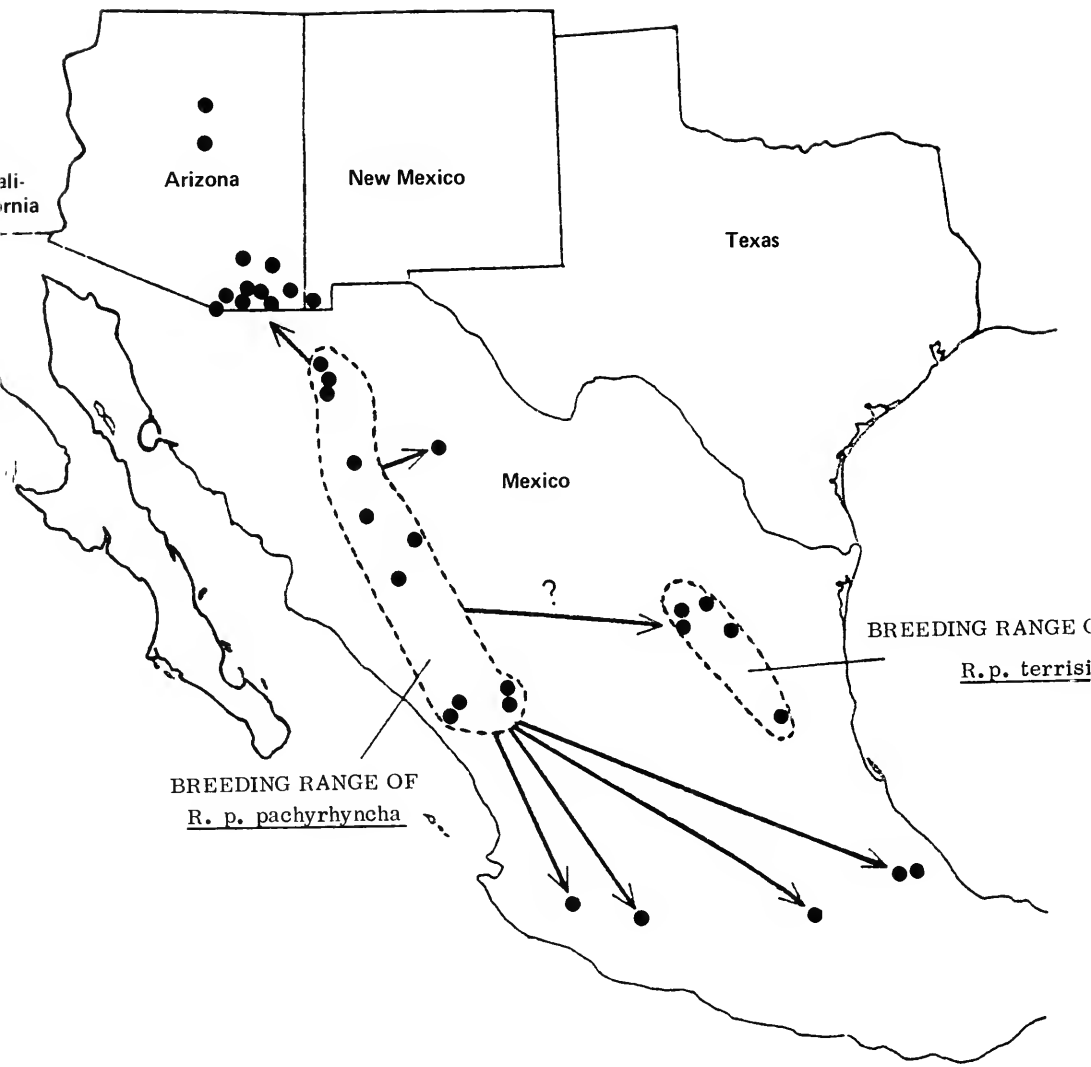 ali-
ornia
Arizona
New Mexico
Texas
Mexico
?
BREEDING RANGE O
R. p. terrisi
BREEDING RANGE OF
R. p. pachyrhyncha